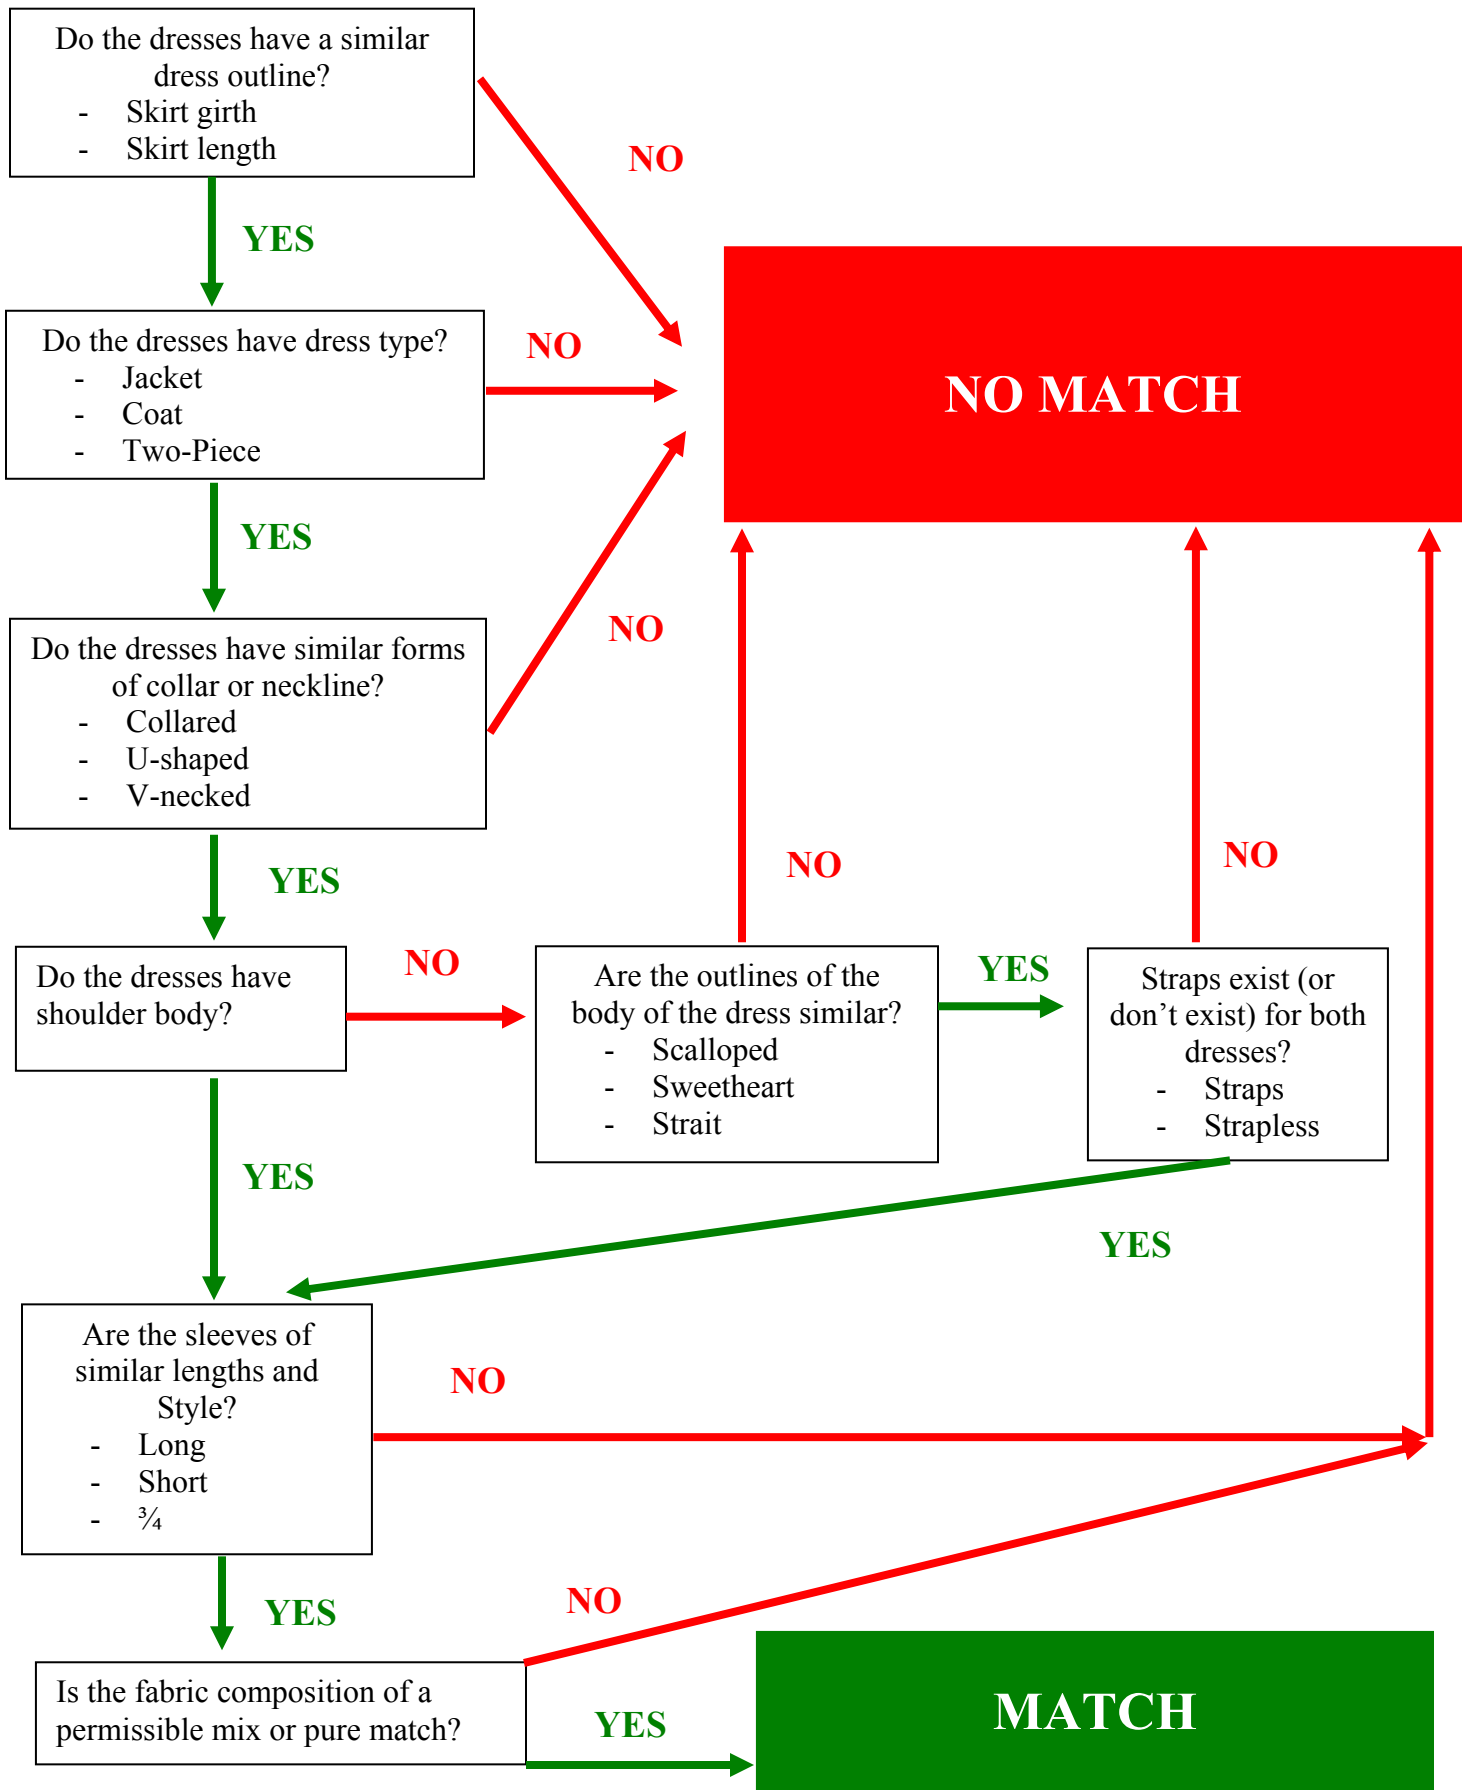 Do the dresses have a similar
dress outline?
- Skirt girth
- Skirt length
NO
YES
Do the dresses have dress type?
- Jacket
- Coat
- Two-Piece
NO
NO MATCH
YES
Do the dresses have similar forms
of collar or neckline?
- Collared
- U-shaped
- V-necked
NO
YES
NO
NO
Do the dresses have
shoulder body?
NO
Are the outlines of the
body of the dress similar?
- Scalloped
- Sweetheart
- Strait
YES
Straps exist (or
don’t exist) for both
dresses?
- Straps
- Strapless
YES
YES
Are the sleeves of
similar lengths and
Style?
- Long
- Short
- ¾
NO
YES
NO
Is the fabric composition of a
permissible mix or pure match?
YES
MATCH